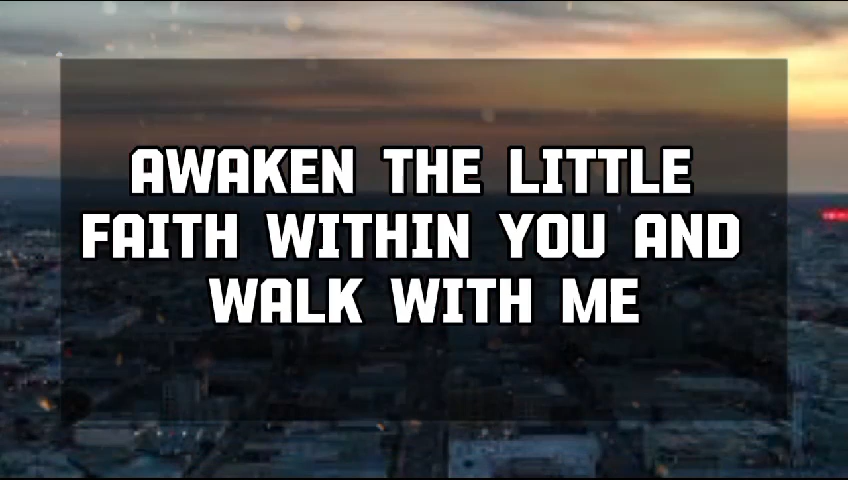 AWAKEN THE LITTLE
FAITH WITHIN YOU AND
WALK WITH ME